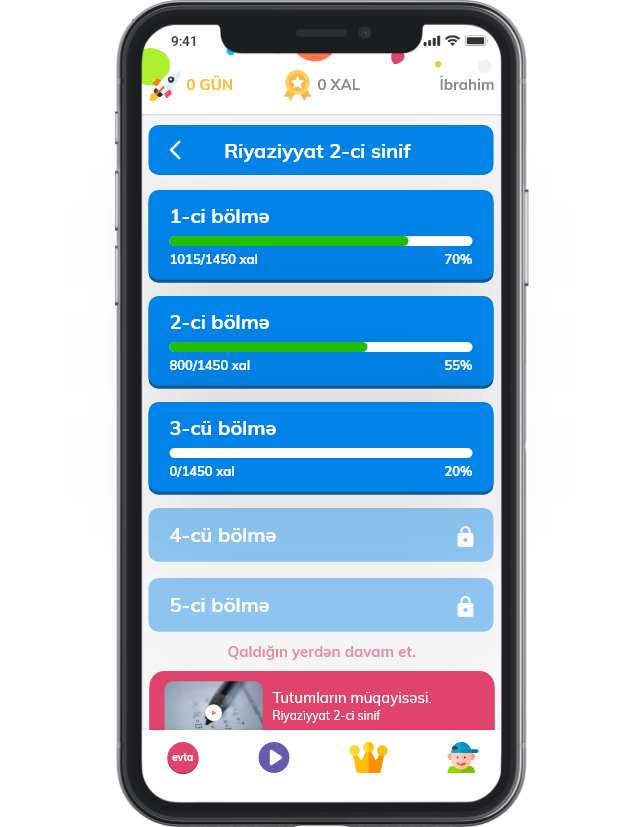 9:41
0 GÜN
0 XAL
İbrahim
Riyaziyyat 2-ci sinif
1-ci bölmə
1015/1450 xal
70%
2-ci bölmə
800/1450 xal
55%
3-cü bölmə
0/1450 xal
20%
4-cü bölmə
5-ci bölmə
Qaldığın yerdən davam et.
Tutumların müqayisəsi.
Riyaziyyat 2-ci sinif
evta